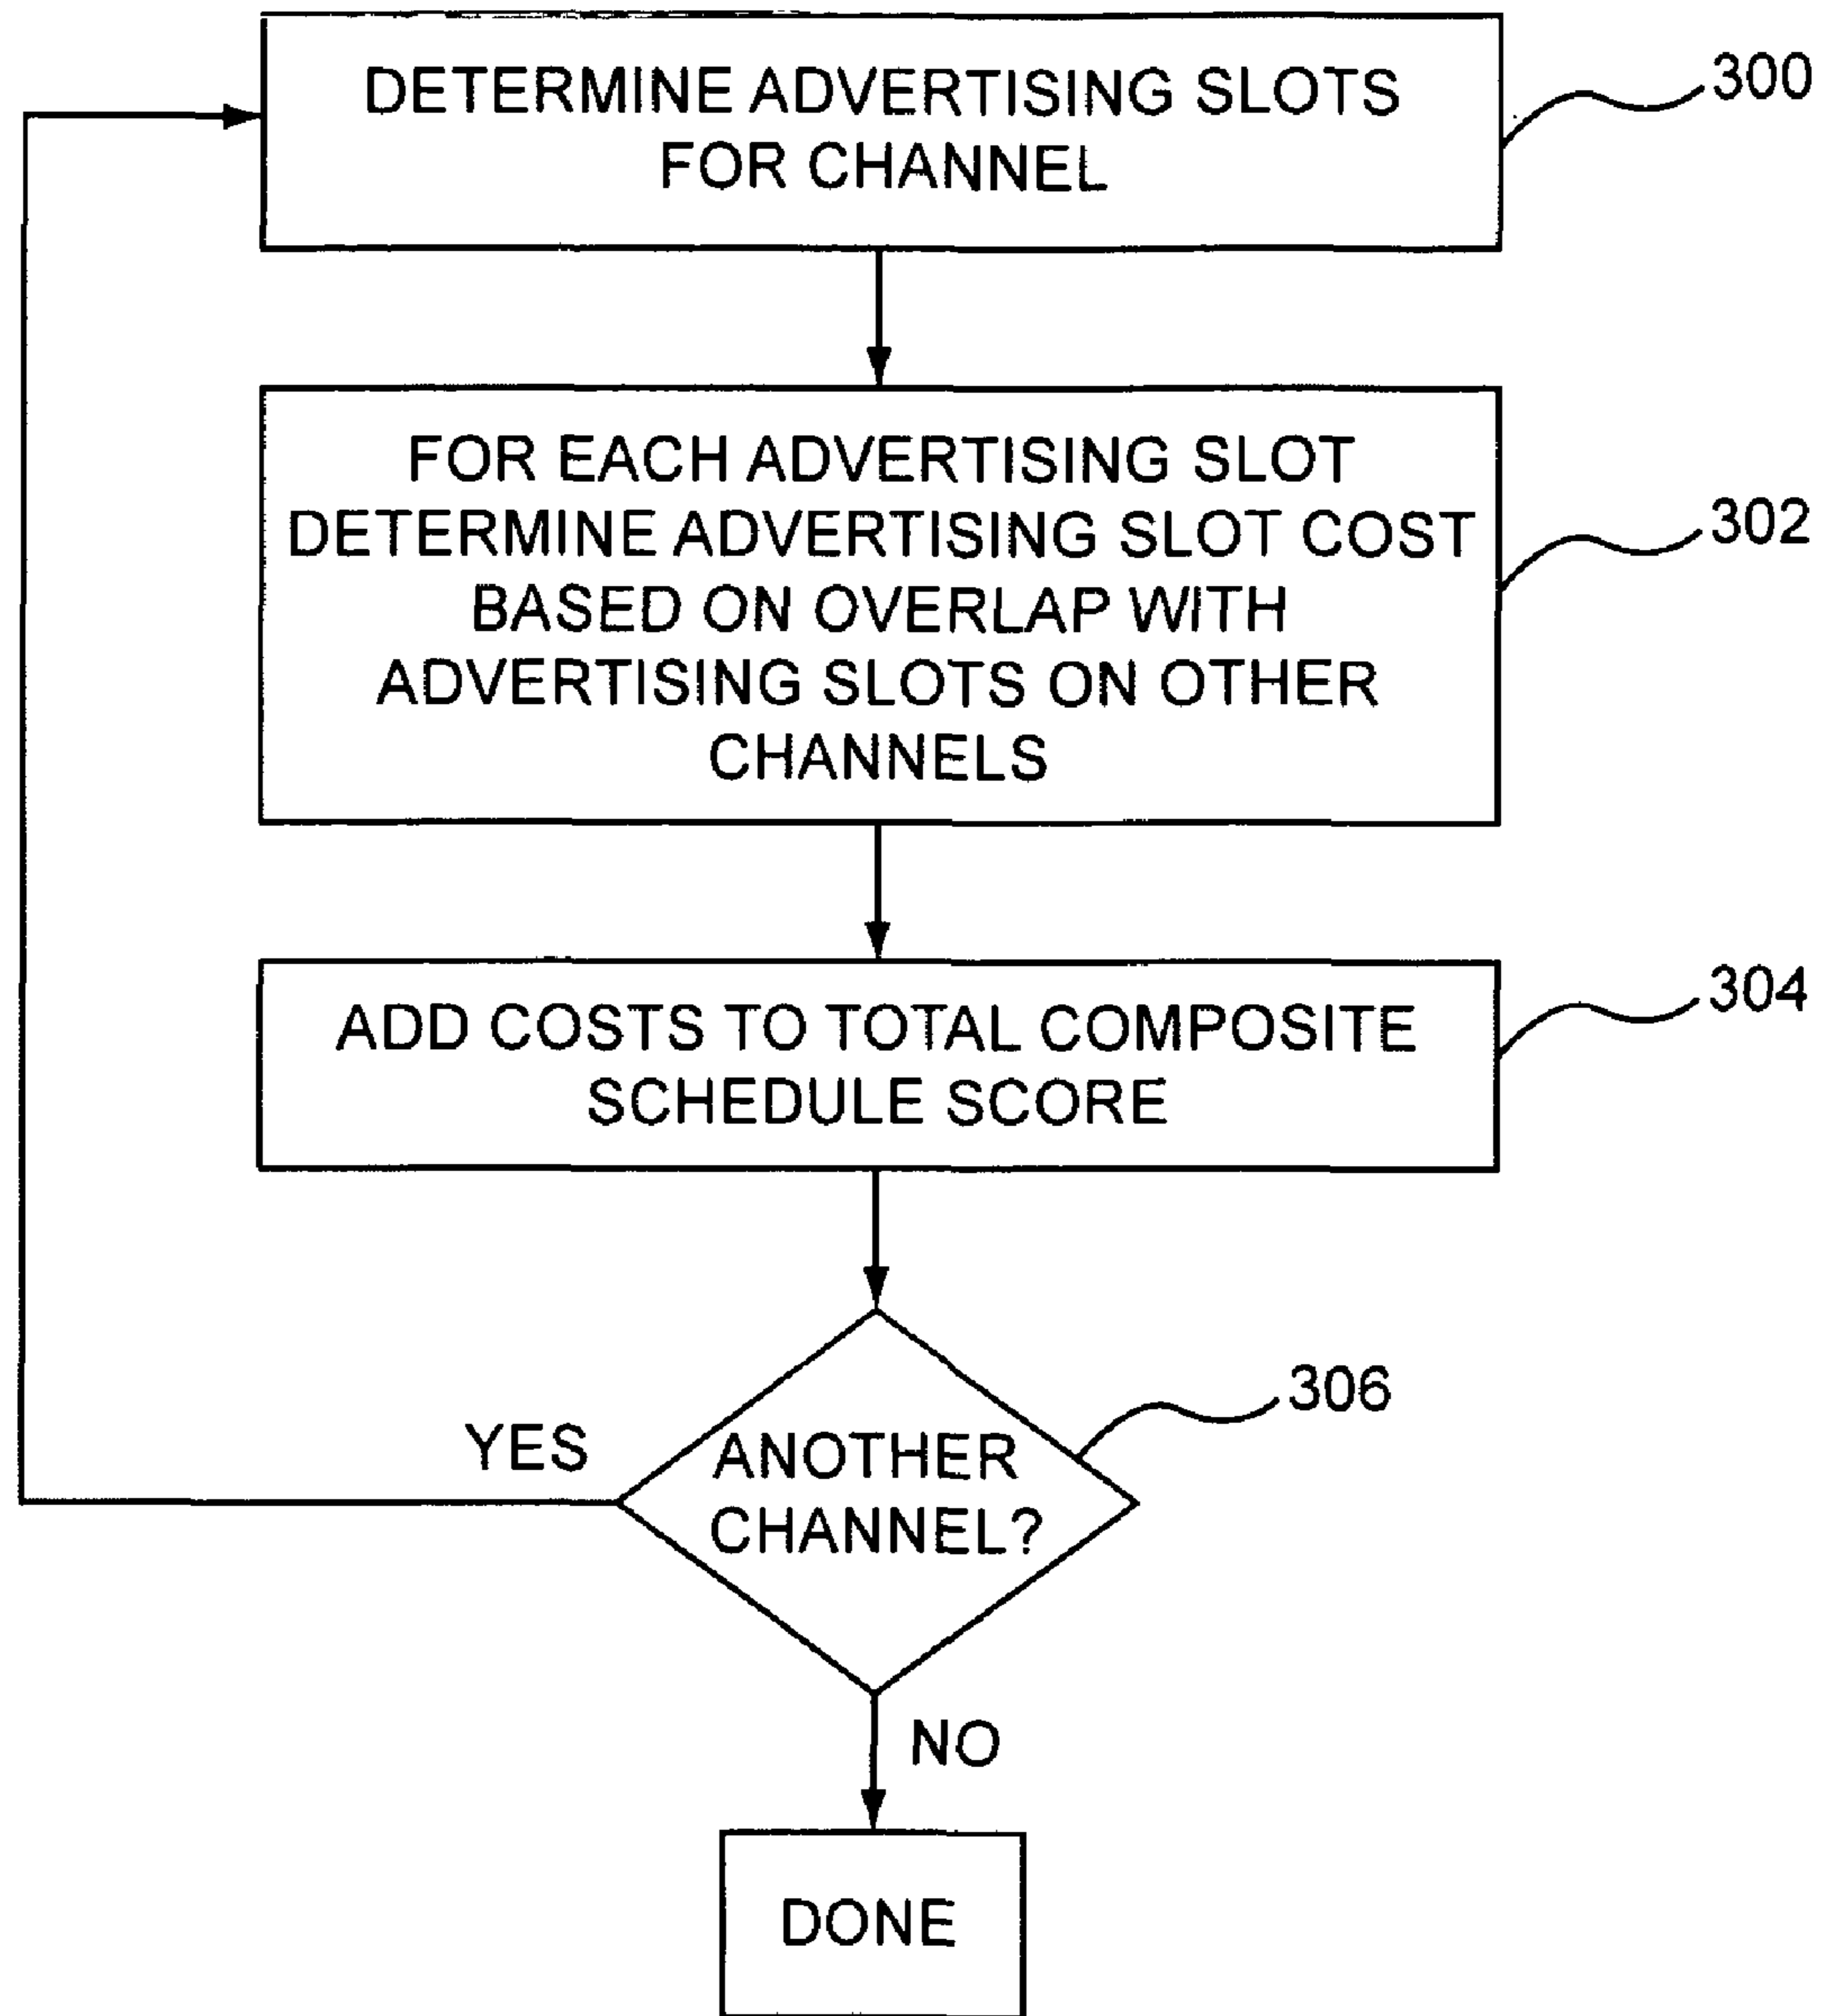 DETERMINE ADVERTISING SLOTS
FOR CHANNEL
300
FOR EACH ADVERTISING SLOT
DETERMINE ADVERTISING SLOT COST
BASED ON OVERLAP WITH
ADVERTISING SLOTS ON OTHER
CHANNELS
302
ADD COSTS TO TOTAL COMPOSITE
SCHEDULE SCORE
304
ANOTHER
CHANNEL?
306
YES
NO
DONE